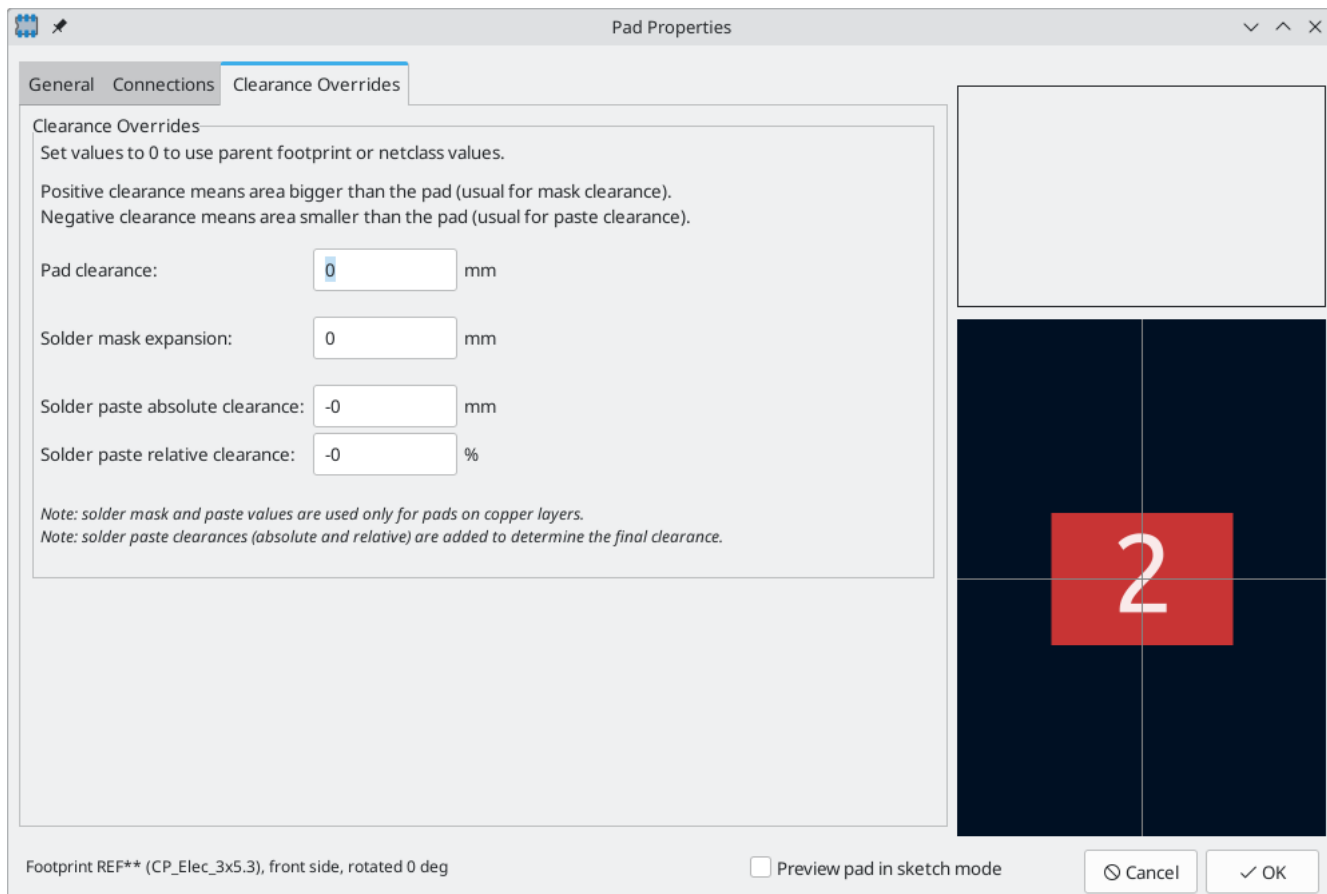 Pad Properties
General Connections Clearance Overrides
Clearance Overrides
Set values to 0 to use parent footprint or netclass values.
Positive clearance means area bigger than the pad (usual for mask clearance).
Negative clearance means area smaller than the pad (usual for paste clearance).
Pad clearance: 0 mm
Solder mask expansion: 0 mm
Solder paste absolute clearance: -0 mm
Solder paste relative clearance: -0 %
Note: solder mask and paste values are used only for pads on copper layers.
Note: solder paste clearances (absolute and relative) are added to determine the final clearance.
2
Footprint REF** (CP_Elec_3x5.3), front side, rotated 0 deg
Preview pad in sketch mode
Cancel
OK